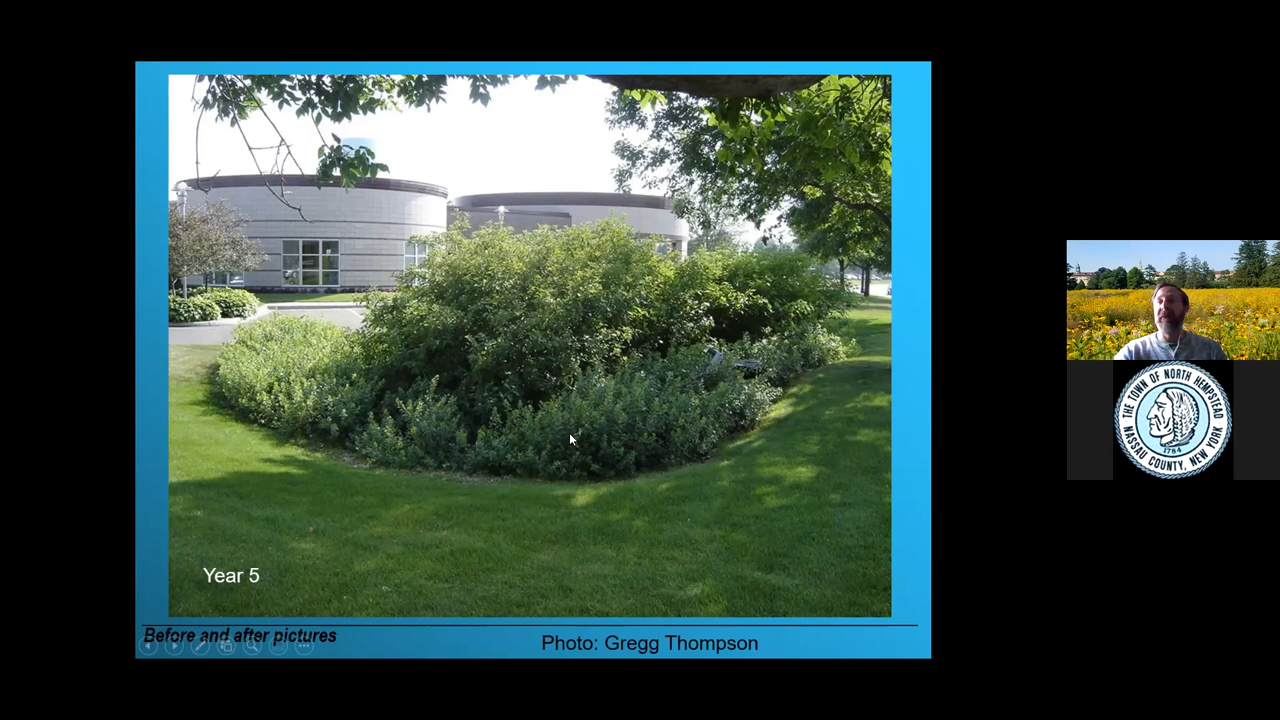 Year 5
Before and after pictures
Photo: Gregg Thompson
THE TOWN OF NORTH HEMPSTEAD
1784
NASSAU COUNTY, NEW YORK